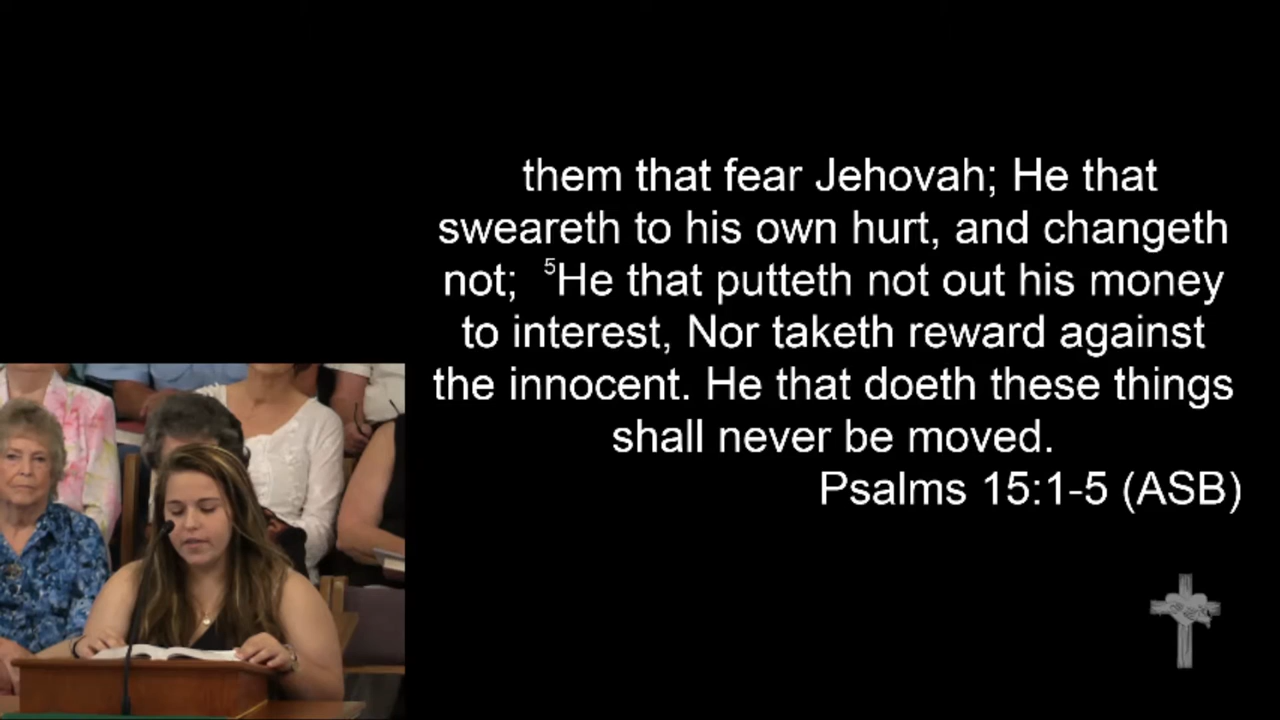 them that fear Jehovah; He that
sweareth to his own hurt, and changeth
not; ⁵He that putteth not out his money
to interest, Nor taketh reward against
the innocent. He that doeth these things
shall never be moved.
Psalms 15:1-5 (ASB)